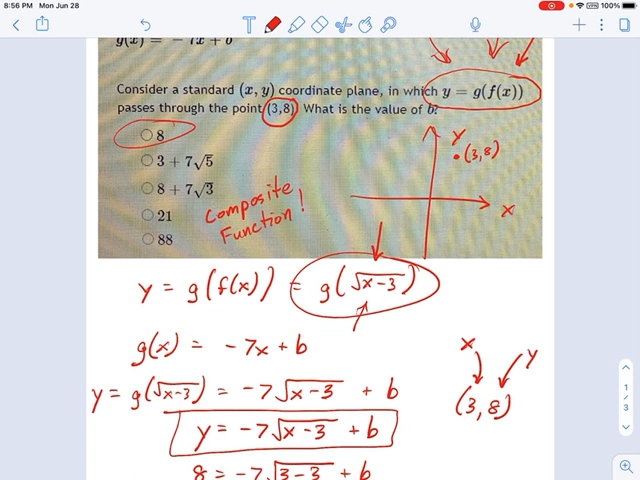 8:56 PM Mon Jun 28
100%
g(x) = −7x + b
Consider a standard (x, y) coordinate plane, in which y = g(f(x))
passes through the point (3,8). What is the value of b?
8
3 + 7√5
8 + 7√3
21
88
Y
(3,8)
X
Composite
Function!
y = g(f(x)) = g(√x−3)
g(x) = −7x + b
x
y
y = g(√x−3) = −7√x−3 + b
(3,8)
y = −7√x−3 + b
8 = −7√3−3 + b
1
3